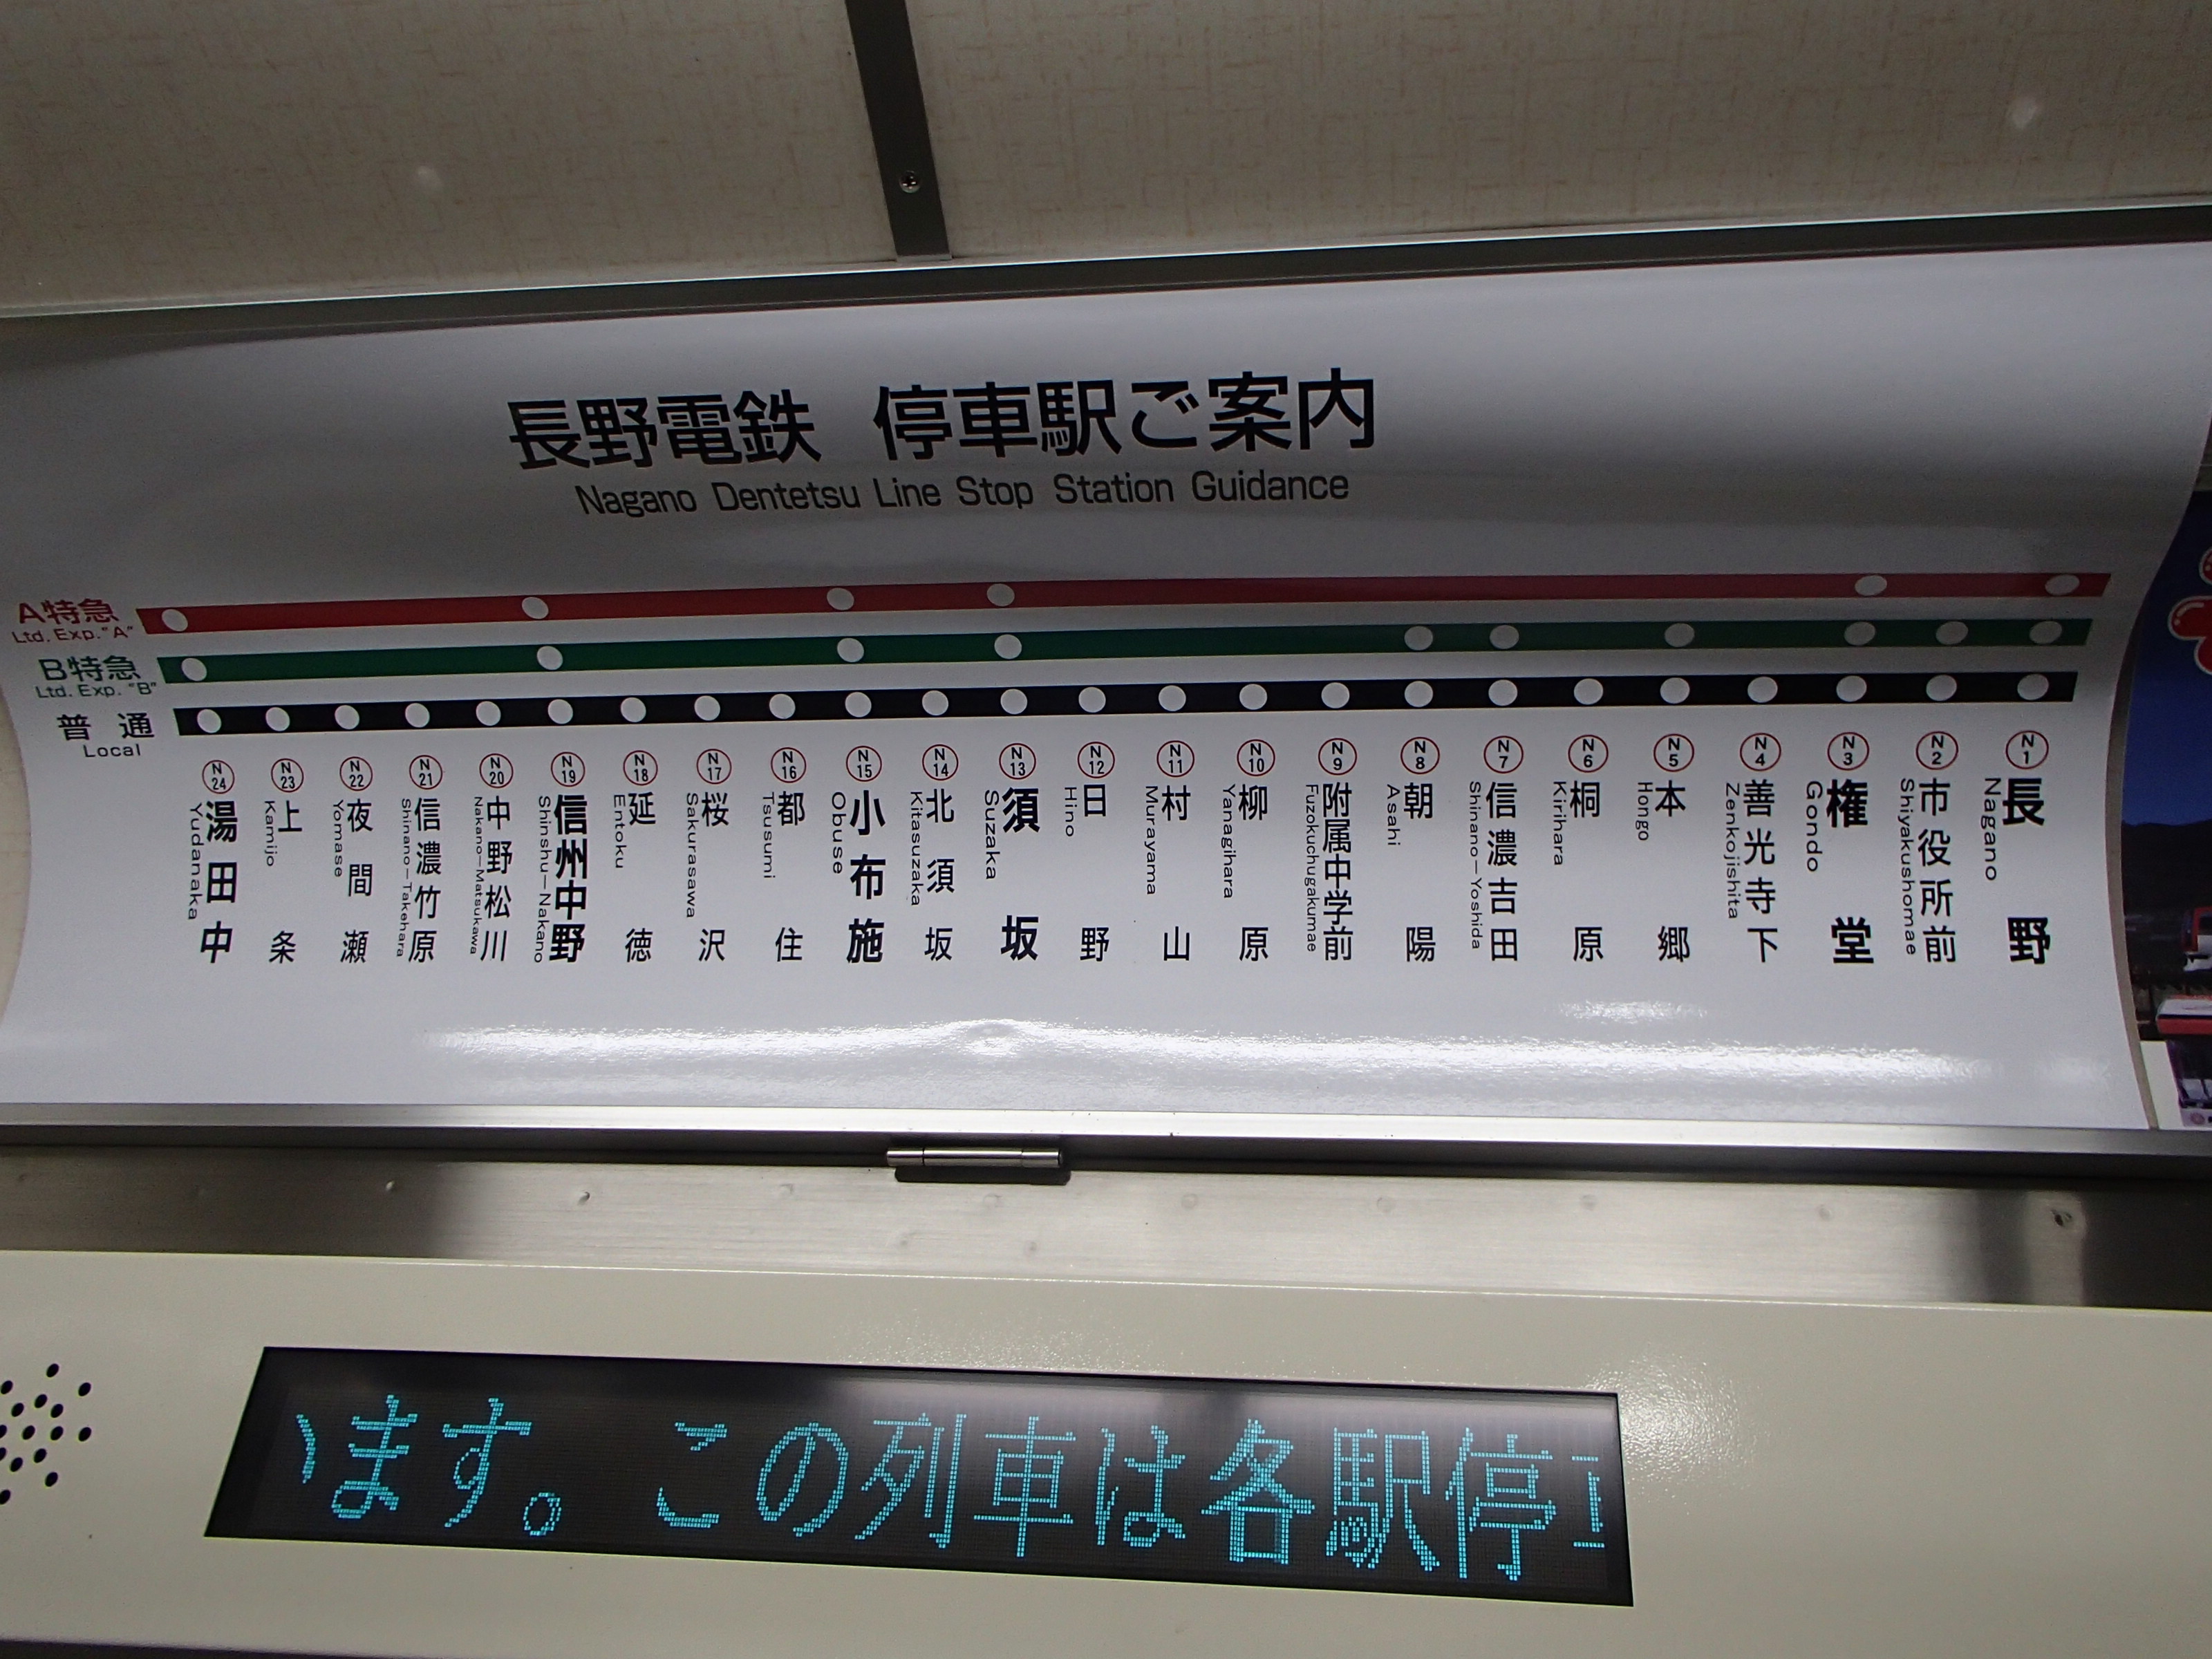 長野電鉄 停車駅ご案内
Nagano Dentetsu Line Stop Station Guidance
A特急
Ltd. Exp. "A"
B特急
Ltd. Exp. "B"
普通
Local
N24 湯田中 Yudanaka
N23 上条 Kamijo
N22 夜間瀬 Yomase
N21 信濃竹原 Shinano-Takehara
N20 中野松川 Nakano-Matsukawa
N19 信州中野 Shinshu-Nakano
N18 延徳 Entoku
N17 桜沢 Sakurasawa
N16 都住 Tsusumi
N15 小布施 Obuse
N14 北須坂 Kitasuzaka
N13 須坂 Suzaka
N12 日野 Hino
N11 村山 Murayama
N10 柳原 Yanagihara
N9 附属中学前 Fuzokuchugakumae
N8 朝陽 Asahi
N7 信濃吉田 Shinano-Yoshida
N6 桐原 Kirihara
N5 本郷 Hongo
N4 善光寺下 Zenkojishita
N3 権堂 Gondo
N2 市役所前 Shiyakushomae
N1 長野 Nagano
ます。この列車は各駅停